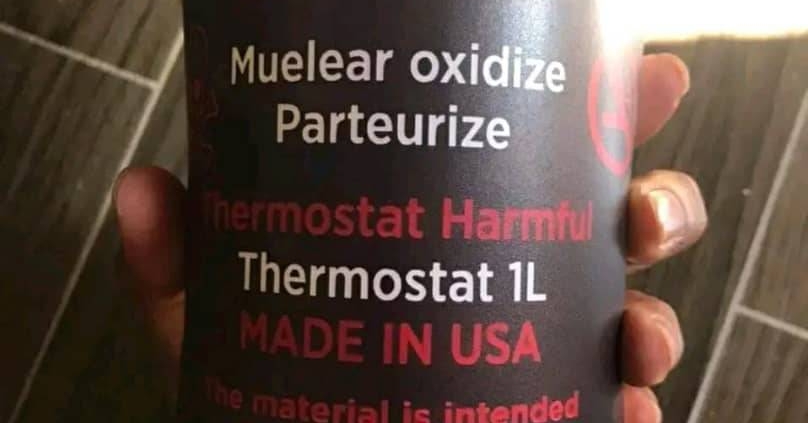 Muelear oxidize
Parteurize
Thermostat Harmful
Thermostat 1L
MADE IN USA
The material is intended